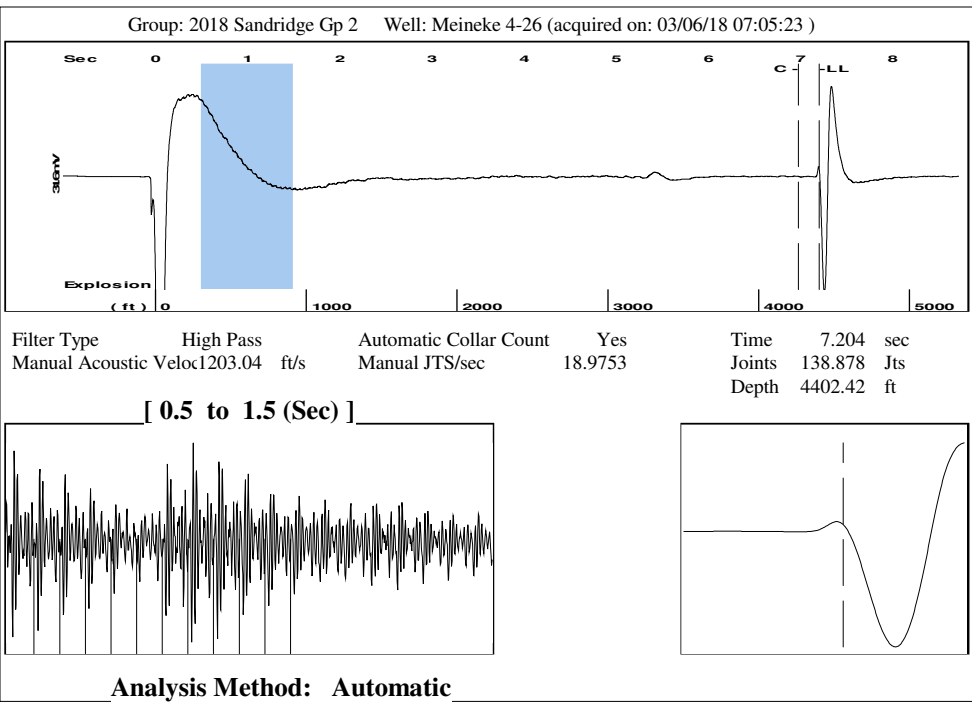 Group: 2018 Sandridge Gp 2 Well: Meineke 4-26 (acquired on: 03/06/18 07:05:23 )
Sec 0 1 2 3 4 5 6 7 8
C LL
Explosion
( ft ) 0 1000 2000 3000 4000 5000
Filter Type High Pass Automatic Collar Count Yes Time 7.204 sec
Manual Acoustic Veloc1203.04 ft/s Manual JTS/sec 18.9753 Joints 138.878 Jts
Depth 4402.42 ft
[ 0.5 to 1.5 (Sec) ]
Analysis Method: Automatic